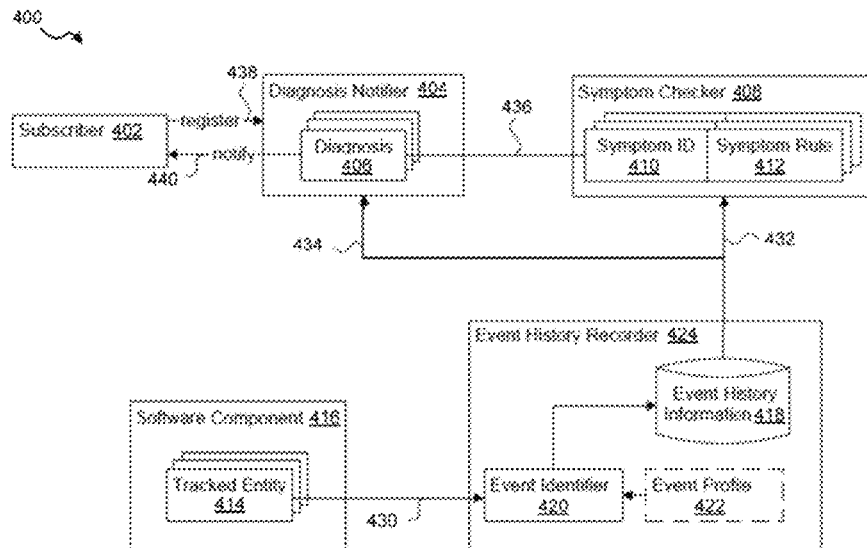 400
438
Diagnosis Notifier 404
436
Symptom Checker 408
Subscriber 402
register
Diagnosis
406
Symptom ID
410
Symptom Rule
412
notify
440
434
432
Event History Recorder 424
Event History
Information 418
Software Component 416
Tracked Entity
414
Event Identifier
420
Event Profile
422
430